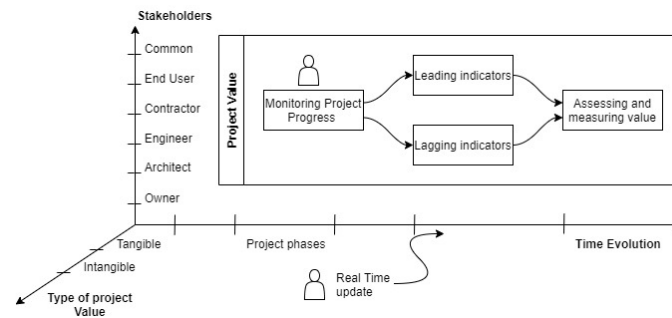 Stakeholders
Common
End User
Contractor
Engineer
Architect
Owner
Project Value
Monitoring Project
Progress
Leading indicators
Lagging indicators
Assessing and
measuring value
Tangible
Intangible
Type of project
Value
Project phases
Time Evolution
Real Time
update